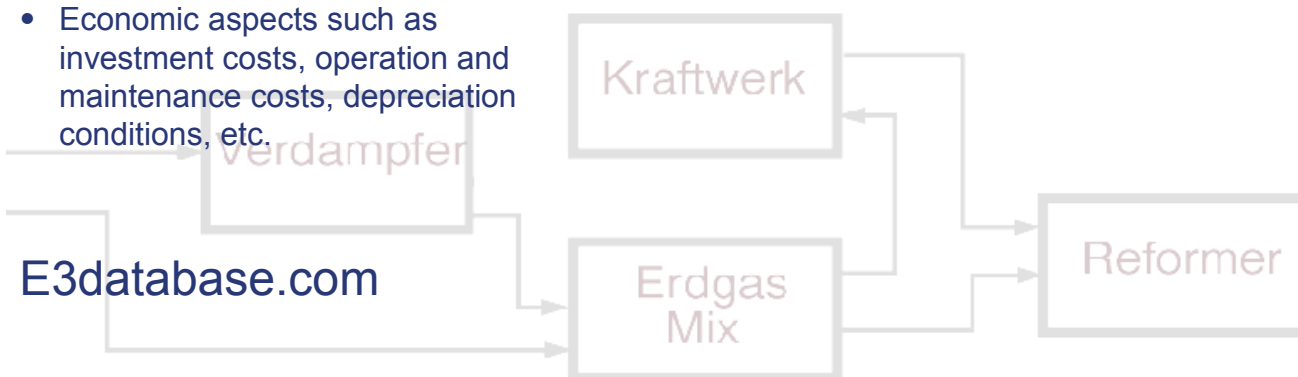 • Economic aspects such as
investment costs, operation and
maintenance costs, depreciation
conditions, etc.
Kraftwerk
Verdampfer
E3database.com
Erdgas
Mix
Reformer